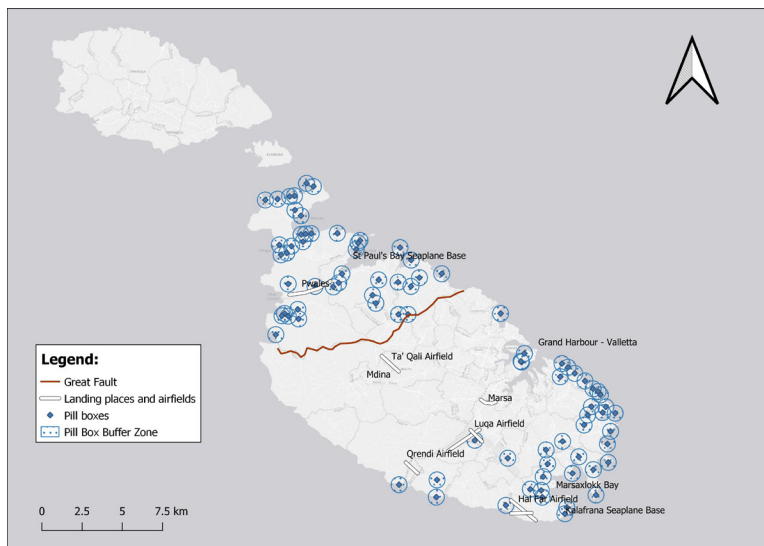 St Paul's Bay Seaplane Base
Pwales
Grand Harbour - Valletta
Ta' Qali Airfield
Mdina
Marsa
Luqa Airfield
Qrendi Airfield
Marsaxlokk Bay
Hal Far Airfield
Kalafrana Seaplane Base
Legend:
Great Fault
Landing places and airfields
Pill boxes
Pill Box Buffer Zone
0 2.5 5 7.5 km